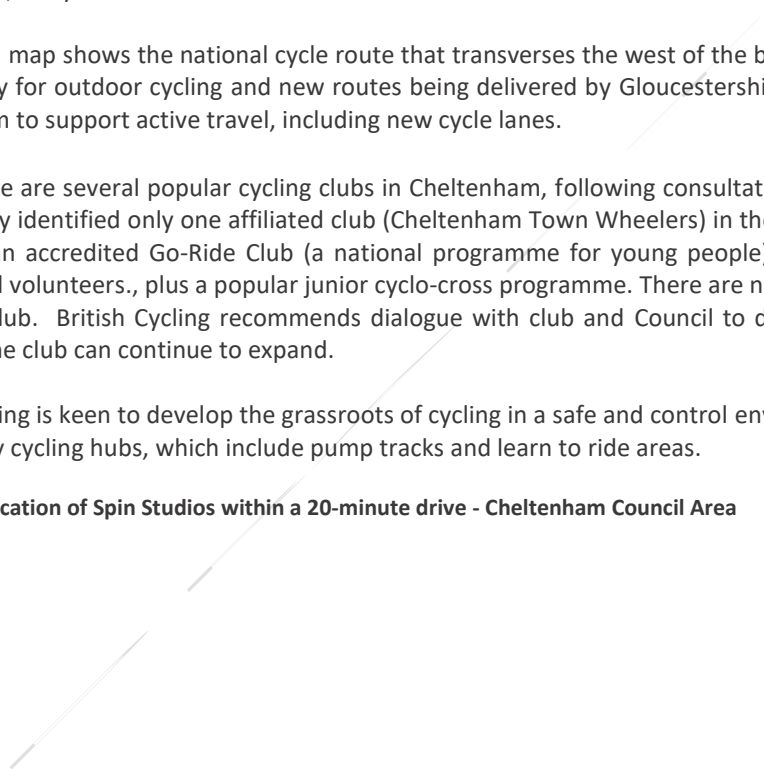 map shows the national cycle route that transverses the west of the b
y for outdoor cycling and new routes being delivered by Gloucestershi
to support active travel, including new cycle lanes.
e are several popular cycling clubs in Cheltenham, following consultat
y identified only one affiliated club (Cheltenham Town Wheelers) in the
n accredited Go-Ride Club (a national programme for young people)
volunteers., plus a popular junior cyclo-cross programme. There are n
lub. British Cycling recommends dialogue with club and Council to d
e club can continue to expand.
ing is keen to develop the grassroots of cycling in a safe and control en
cycling hubs, which include pump tracks and learn to ride areas.
cation of Spin Studios within a 20-minute drive - Cheltenham Council Area